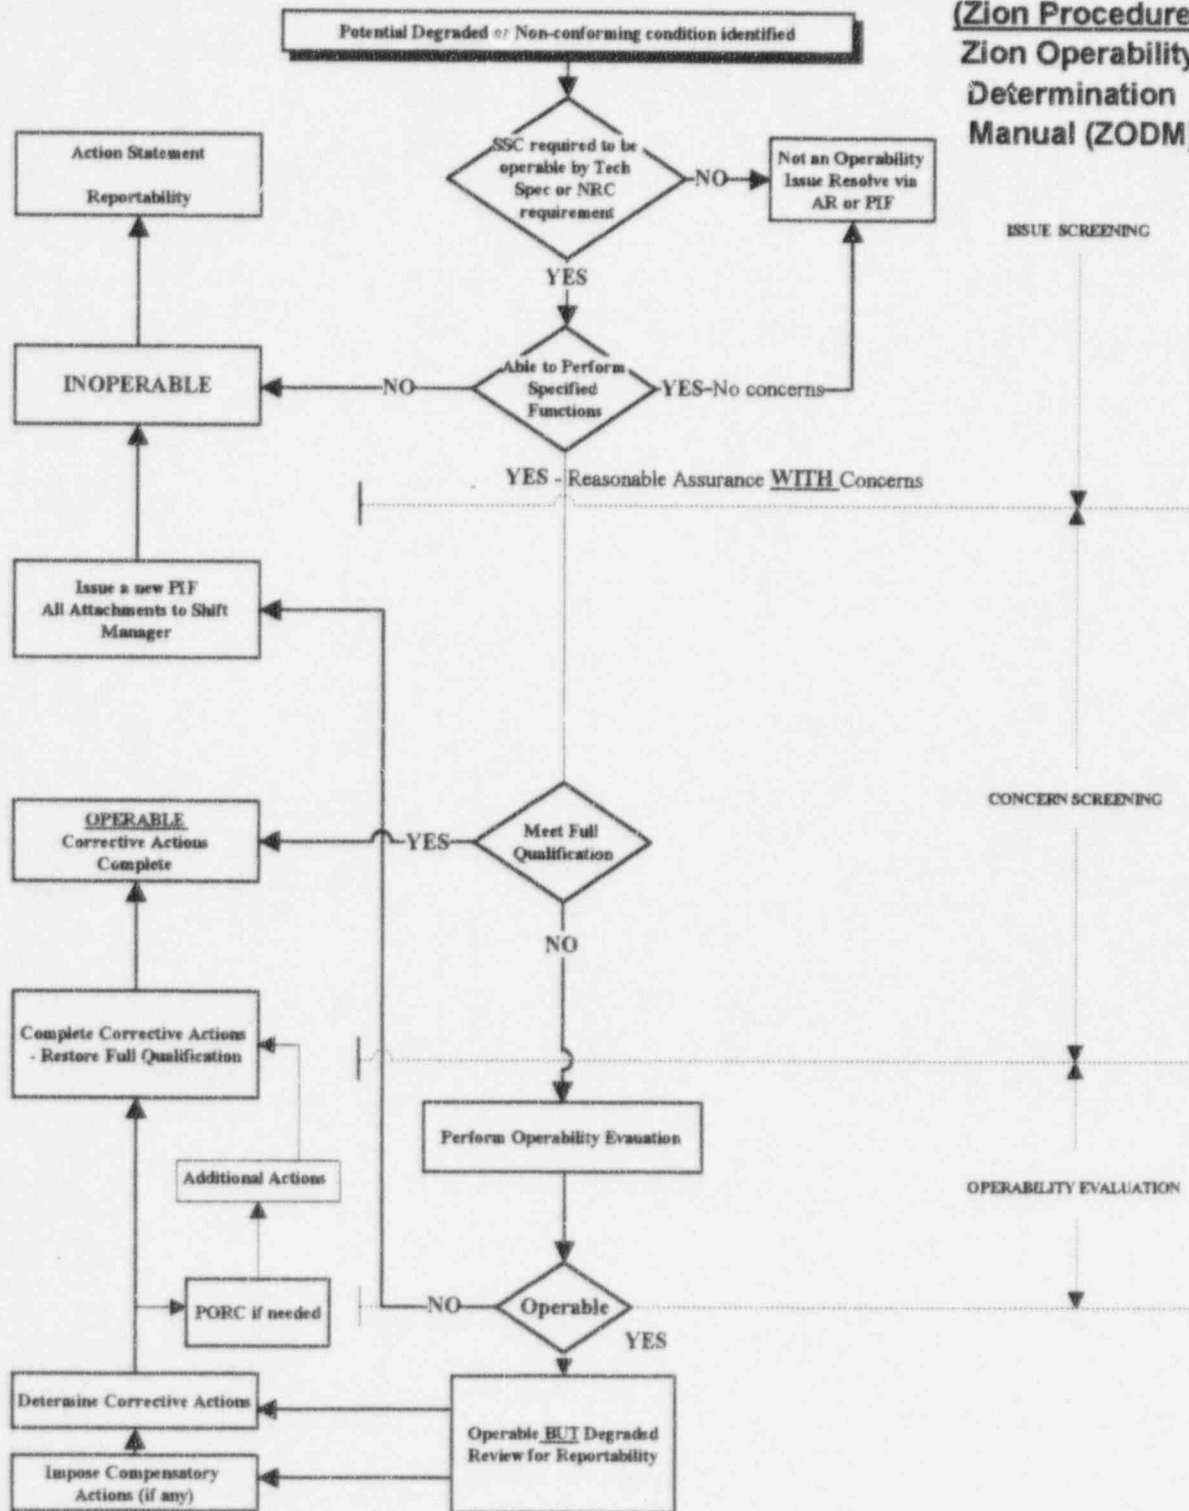 (Zion Procedure
Zion Operability
Determination
Manual (ZODM)
Potential Degraded or Non-conforming condition identified
SSC required to be
operable by Tech
Spec or NRC
requirement
NO
Not an Operability
Issue Resolve via
AR or PIF
Action Statement
Reportability
ISSUE SCREENING
YES
INOPERABLE
NO
Able to Perform
Specified
Functions
YES-No concerns
YES - Reasonable Assurance WITH Concerns
Issue a new PIF
All Attachments to Shift
Manager
CONCERN SCREENING
OPERABLE
Corrective Actions
Complete
YES
Meet Full
Qualification
NO
Complete Corrective Actions
- Restore Full Qualification
Perform Operability Evauation
Additional Actions
OPERABILITY EVALUATION
PORC if needed
NO
Operable
YES
Determine Corrective Actions
Operable BUT Degraded
Review for Reportability
Impose Compensatory
Actions (if any)